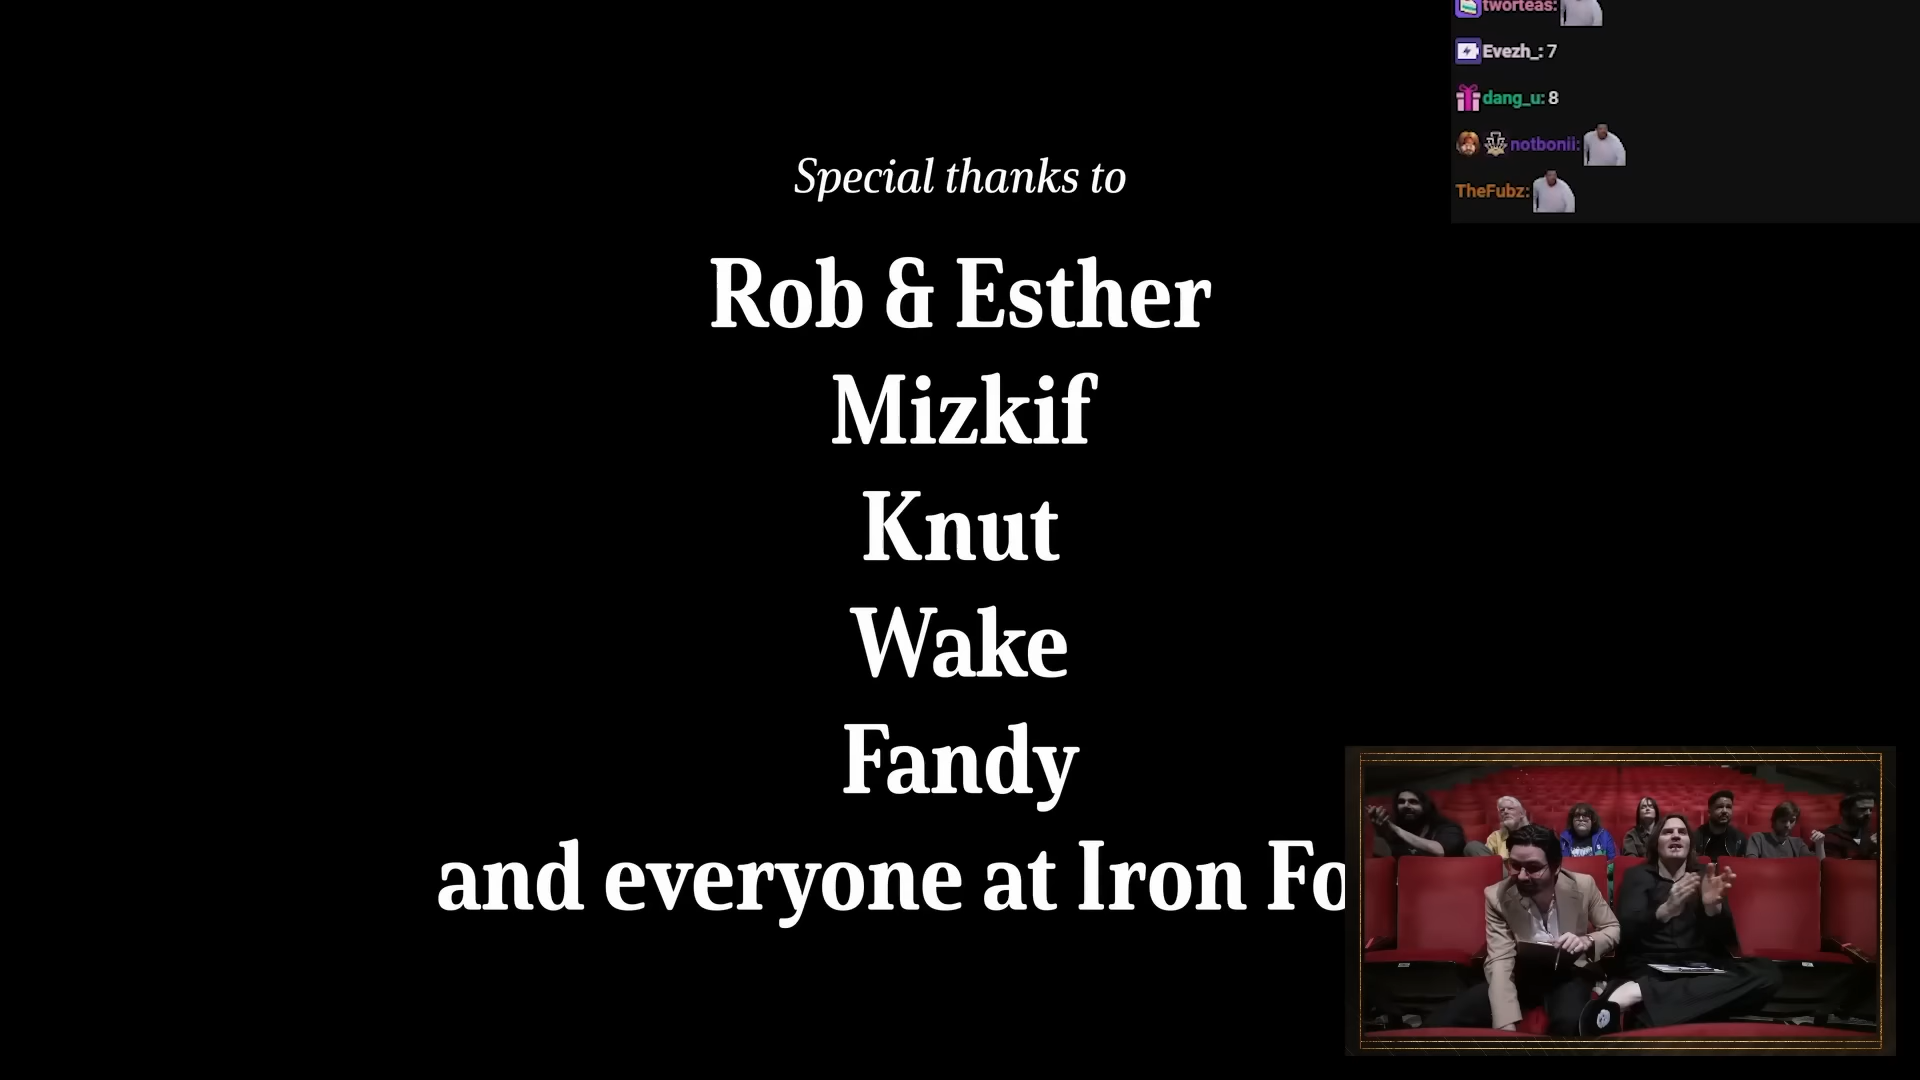 Special thanks to
Rob & Esther
Mizkif
Knut
Wake
Fandy
and everyone at Iron Fo
tworteas:
Evezh_: 7
dang_u: 8
notbonii:
TheFubz: